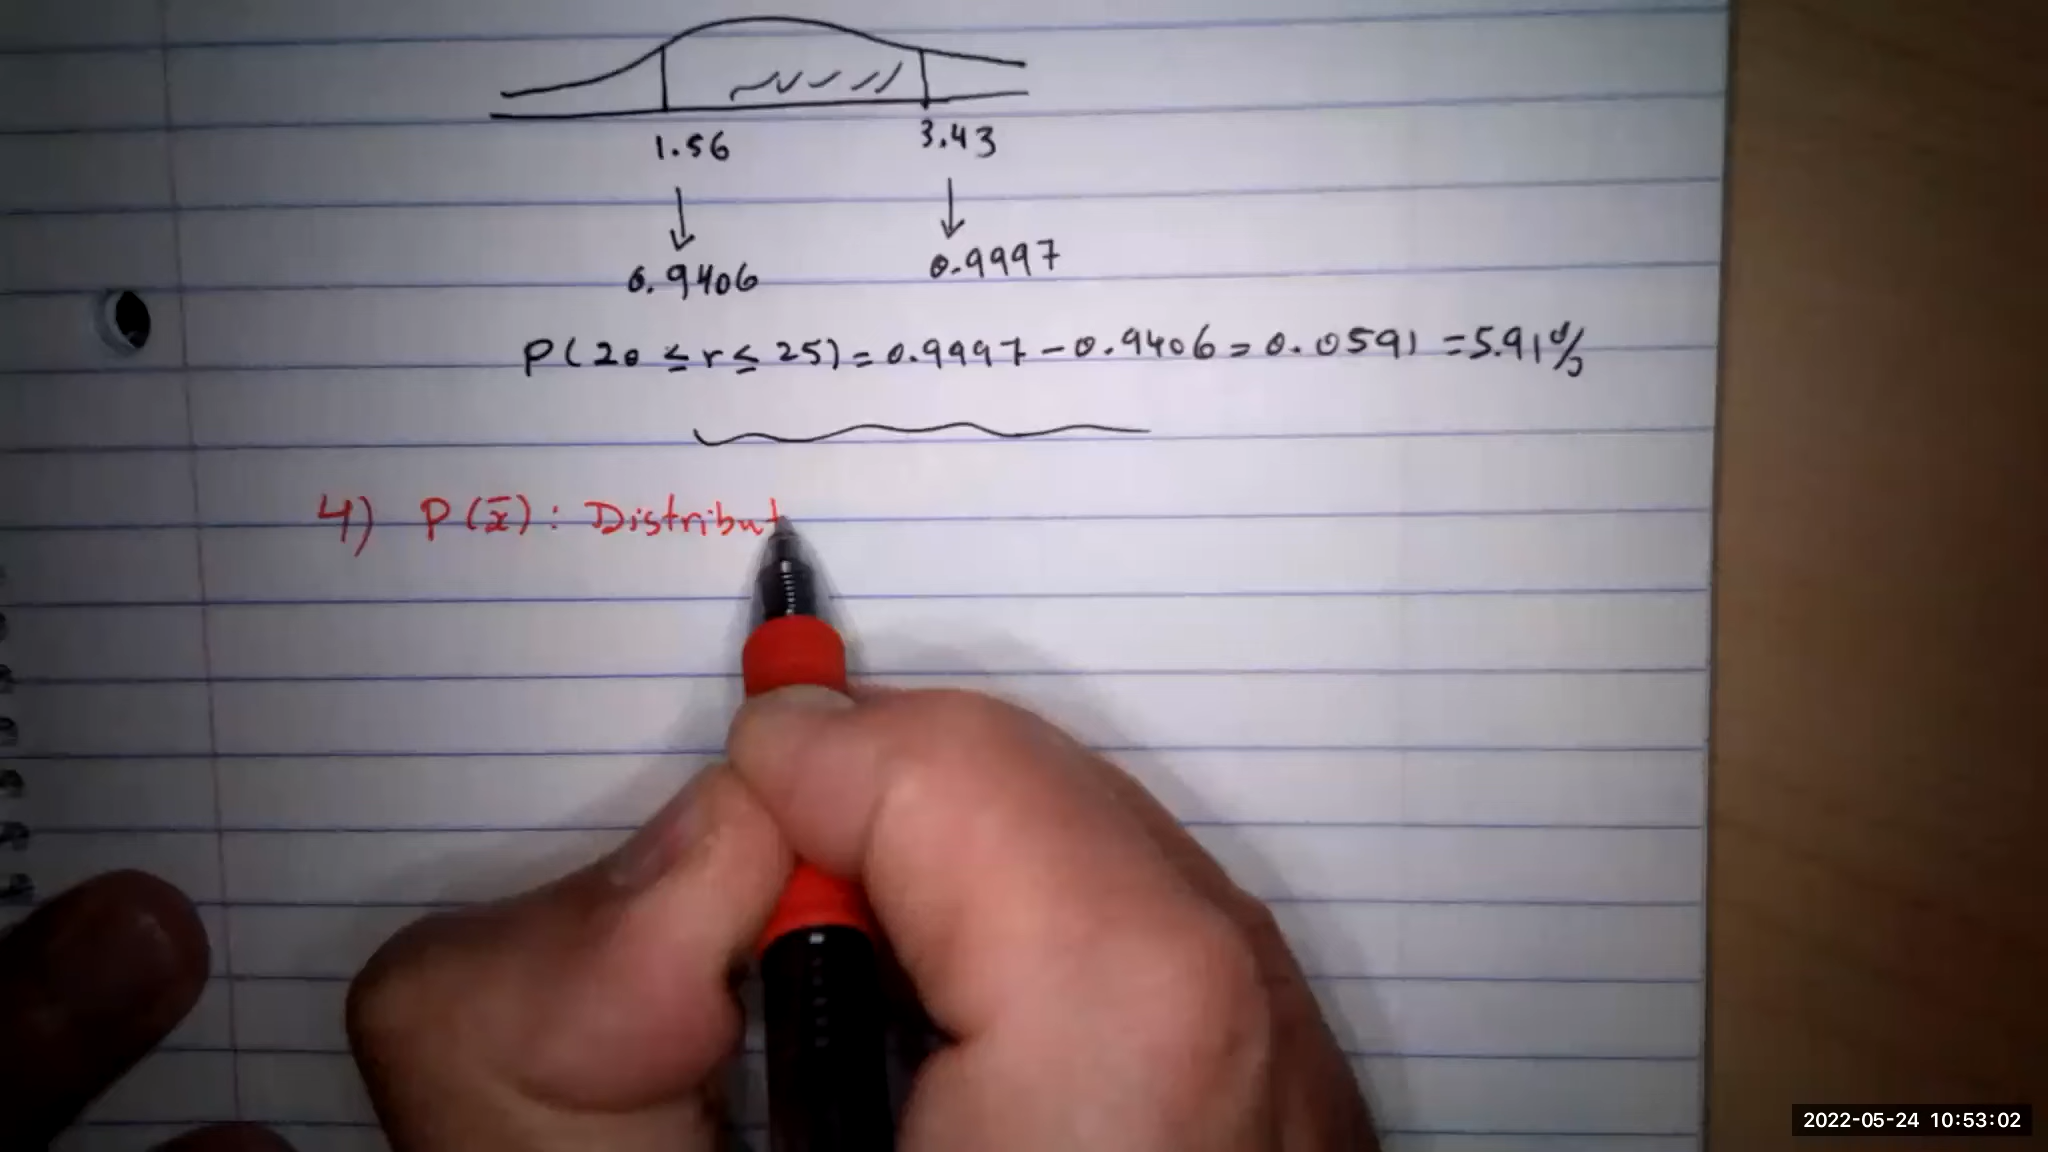 1.56 3.43
0.9406 0.9997
P(20 ≤ r ≤ 25) = 0.9997 - 0.9406 = 0.0591 = 5.91%
4) P(x̄): Distribut
2022-05-24 10:53:02